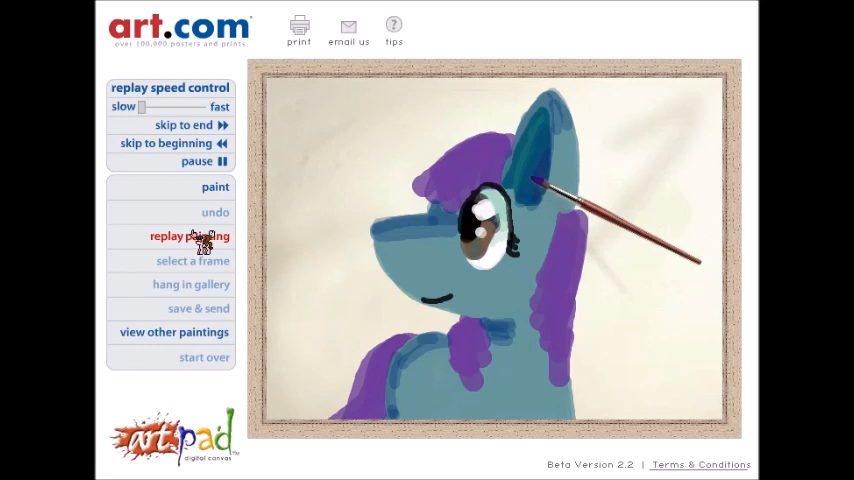 art.com
over 100,000 posters and prints
print
email us
tips
replay speed control
slow
fast
skip to end
skip to beginning
pause
paint
undo
replay painting
select a frame
hang in gallery
save & send
view other paintings
start over
artpad
digital canvas
Beta Version 2.2 | Terms & Conditions